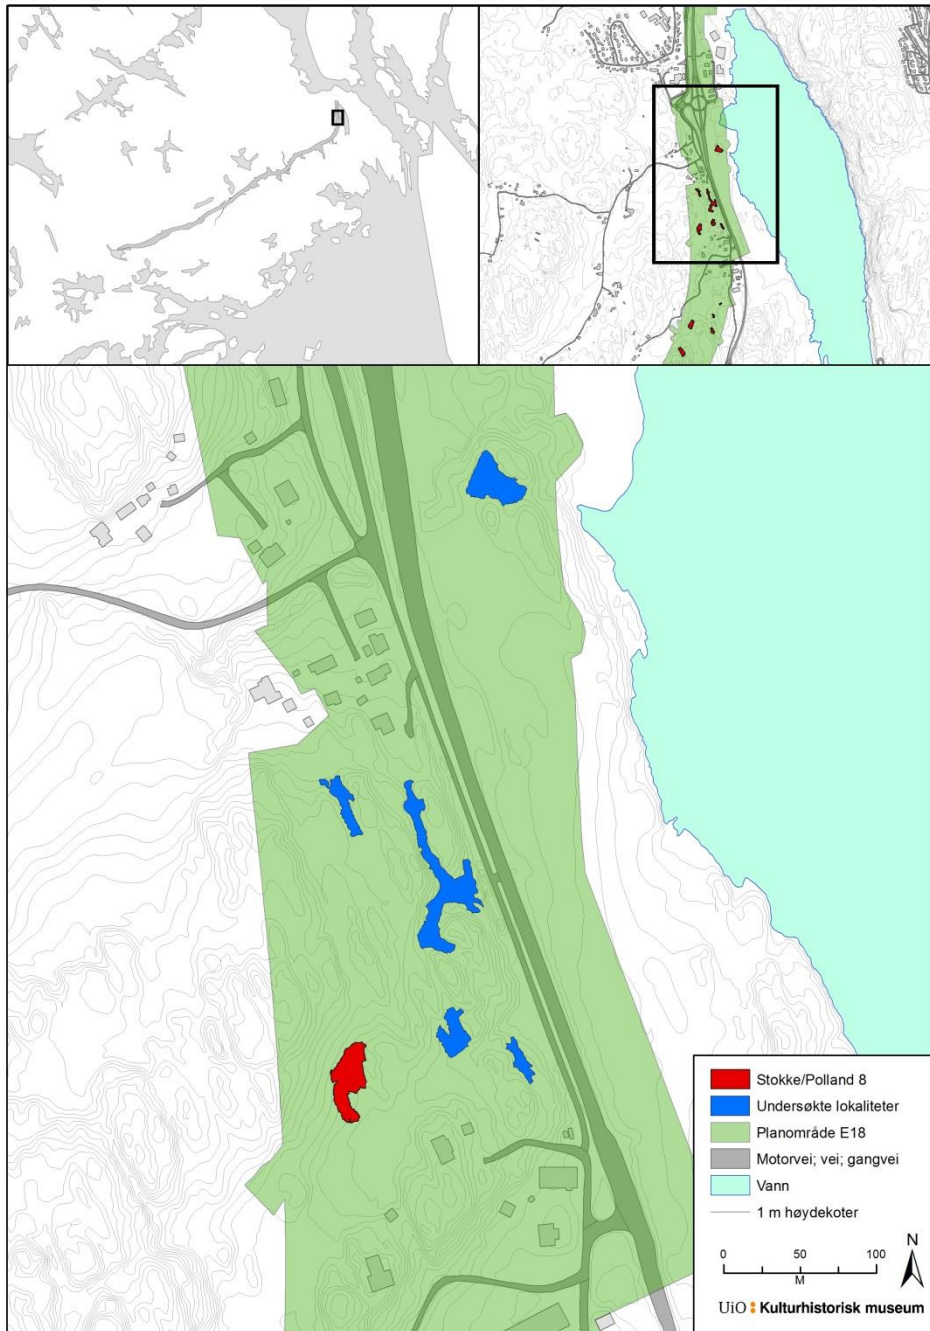 Stokke/Polland 8
Undersøkte lokaliteter
Planområde E18
Motorvei; vei; gangvei
Vann
1 m høydekoter
N
0 50 100
M
UiO Kulturhistorisk museum